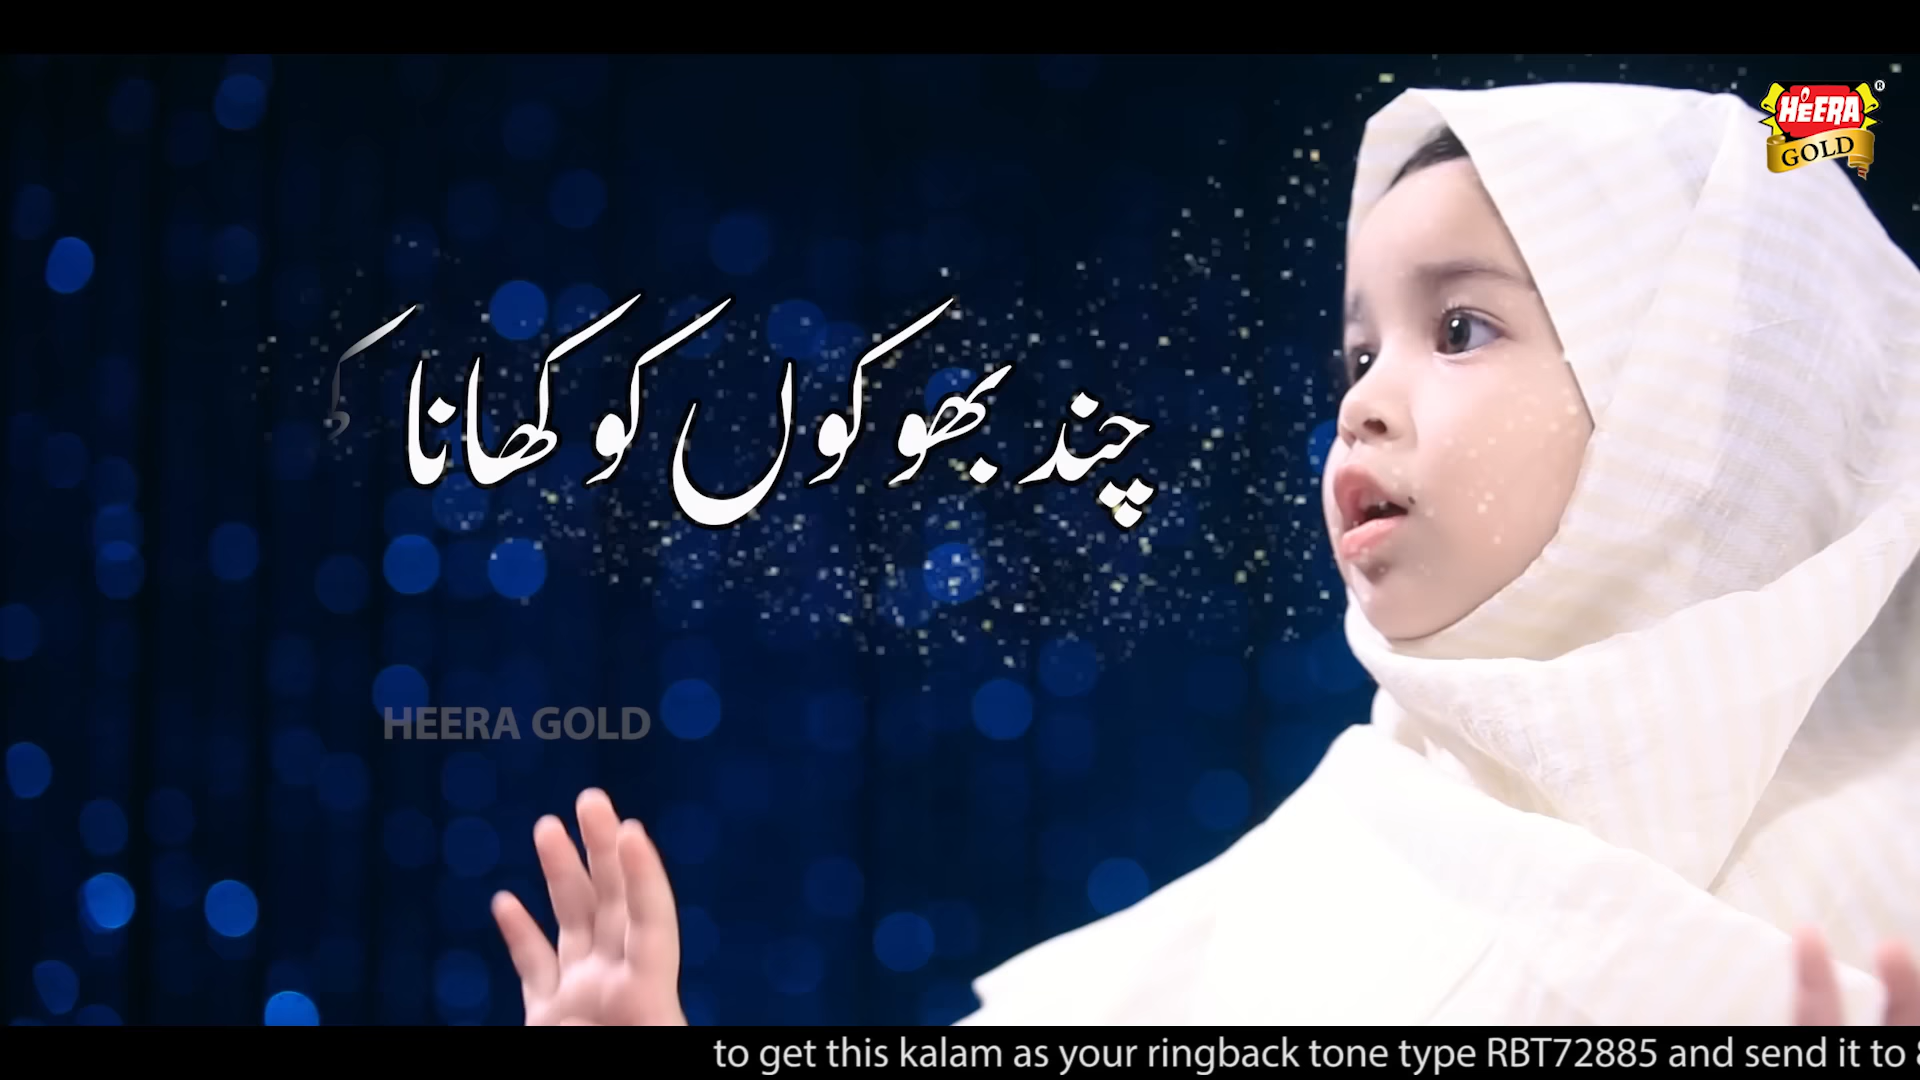 HEERA
GOLD
چند بھوکوں کو کھانا
HEERA GOLD
to get this kalam as your ringback tone type RBT72885 and send it to